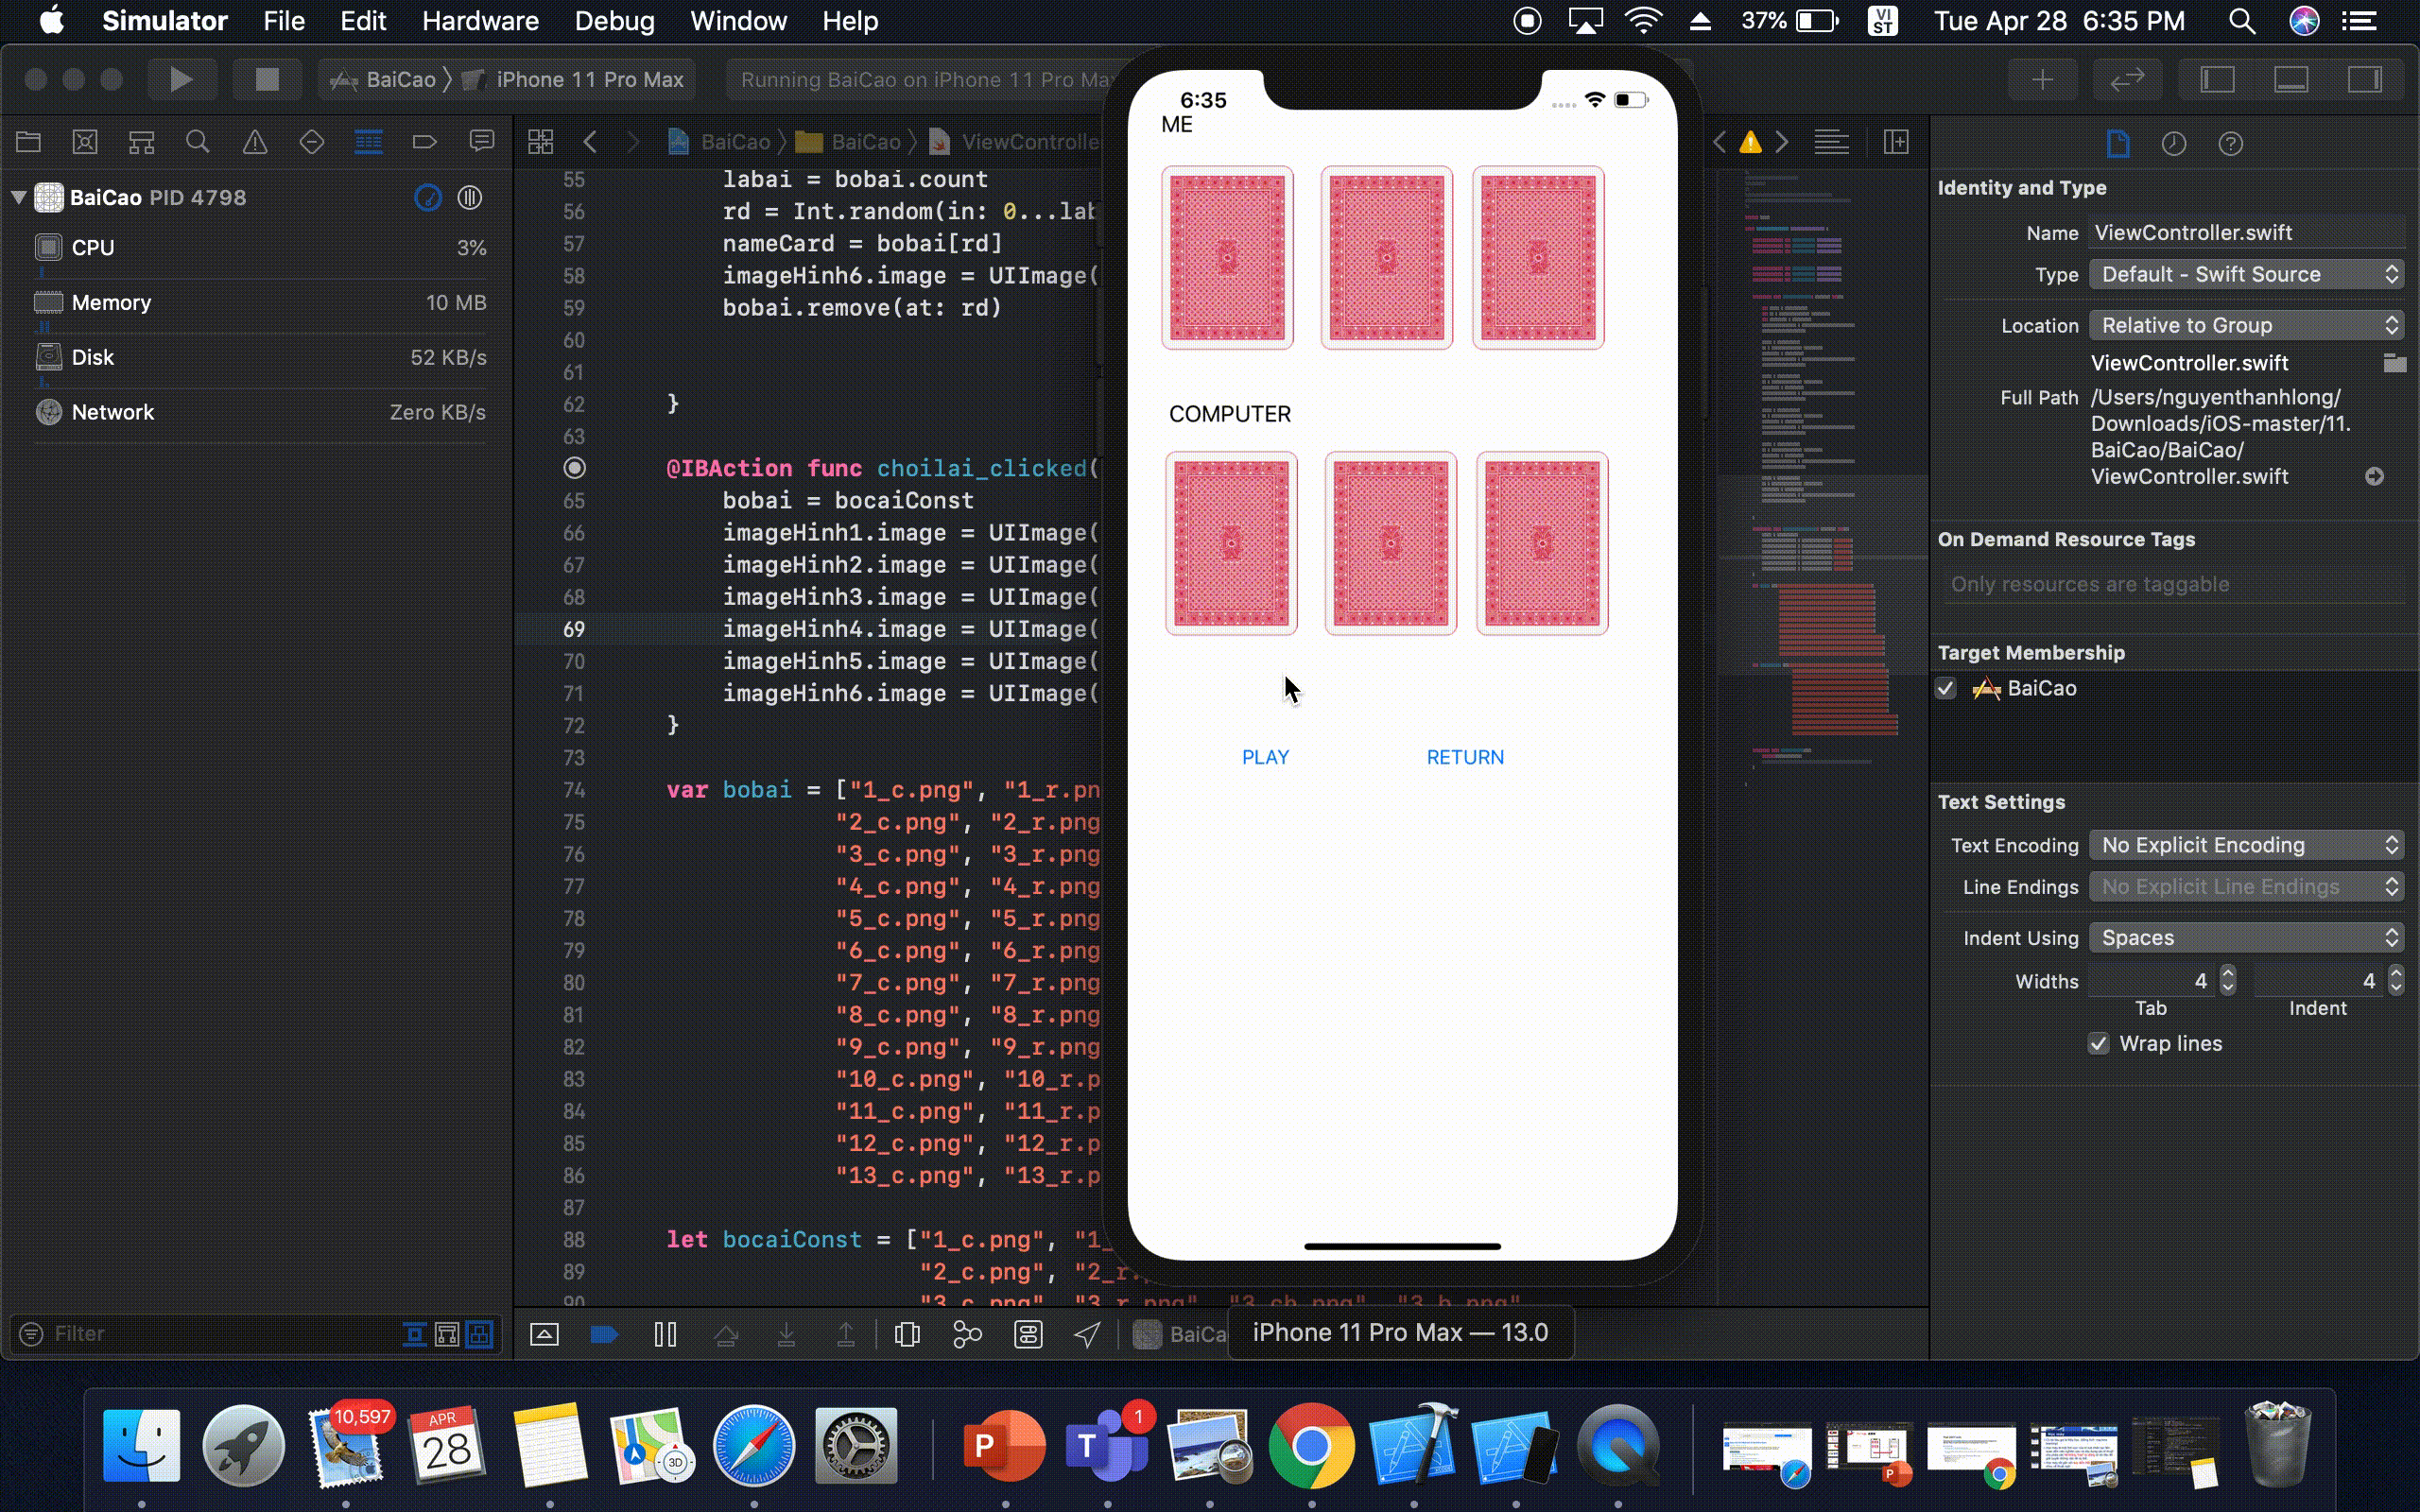 Simulator File Edit Hardware Debug Window Help 37% VI ST Tue Apr 28 6:35 PM
BaiCao iPhone 11 Pro Max Running BaiCao on iPhone 11 Pro Ma
BaiCao BaiCao ViewController
BaiCao PID 4798
CPU 3%
Memory 10 MB
Disk 52 KB/s
Network Zero KB/s
Filter
55 labai = bobai.count
56 rd = Int.random(in: 0...lab
57 nameCard = bobai[rd]
58 imageHinh6.image = UIImage(
59 bobai.remove(at: rd)
60
61
62 }
63
@IBAction func choilai_clicked(
65 bobai = bocaiConst
66 imageHinh1.image = UIImage(
67 imageHinh2.image = UIImage(
68 imageHinh3.image = UIImage(
69 imageHinh4.image = UIImage(
70 imageHinh5.image = UIImage(
71 imageHinh6.image = UIImage(
72 }
73
74 var bobai = ["1_c.png", "1_r.pn
75 "2_c.png", "2_r.png
76 "3_c.png", "3_r.png
77 "4_c.png", "4_r.png
78 "5_c.png", "5_r.png
79 "6_c.png", "6_r.png
80 "7_c.png", "7_r.png
81 "8_c.png", "8_r.png
82 "9_c.png", "9_r.png
83 "10_c.png", "10_r.p
84 "11_c.png", "11_r.p
85 "12_c.png", "12_r.p
86 "13_c.png", "13_r.p
87
88 let bocaiConst = ["1_c.png", "1_
89 "2_c.png", "2_r.
90 "3_c.png", "3_r.png", "3_ch.png", "3_b.png",
BaiCa
iPhone 11 Pro Max — 13.0
6:35
ME
COMPUTER
PLAY RETURN
Identity and Type
Name ViewController.swift
Type Default - Swift Source
Location Relative to Group
ViewController.swift
Full Path /Users/nguyenthanhlong/
Downloads/iOS-master/11.
BaiCao/BaiCao/
ViewController.swift
On Demand Resource Tags
Only resources are taggable
Target Membership
BaiCao
Text Settings
Text Encoding No Explicit Encoding
Line Endings No Explicit Line Endings
Indent Using Spaces
Widths 4 4
Tab Indent
Wrap lines
10,597
APR
28
3D
P
T
1
P